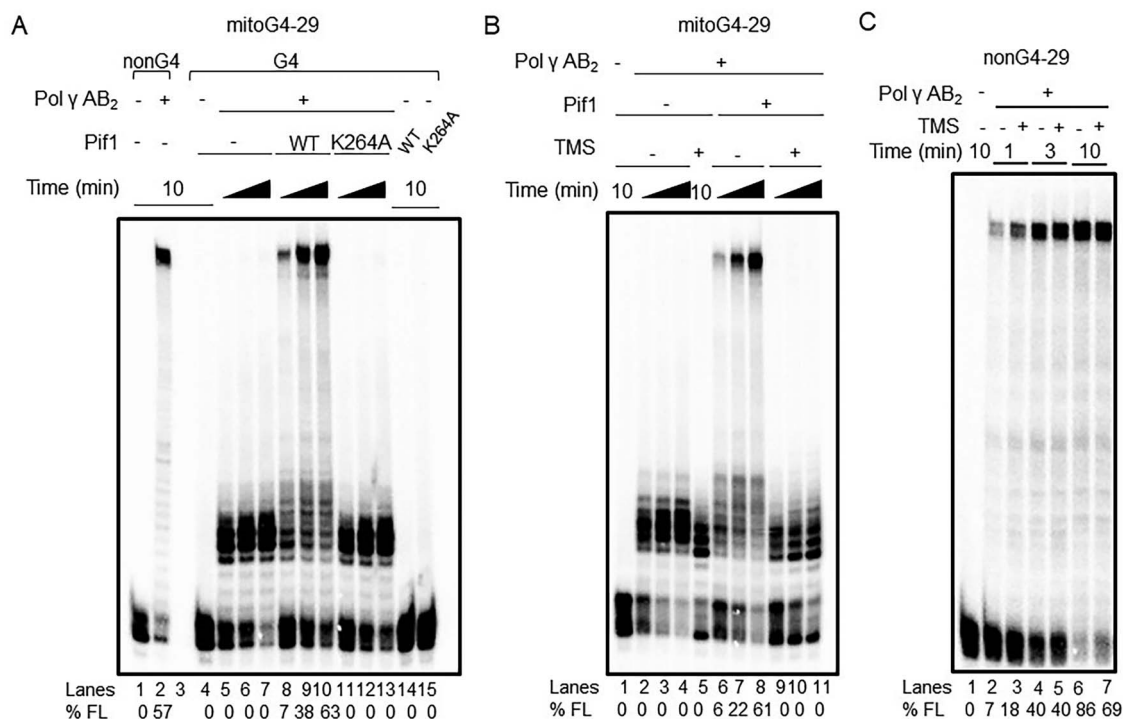 A
mitoG4-29
nonG4 G4
Pol γ AB2 - + - + - -
Pif1 - - - WT K264A WT K264A
Time (min) 10 10
Lanes 1 2 3 4 5 6 7 8 9 10 11 12 13 14 15
% FL 0 57 0 0 0 0 7 38 63 0 0 0 0 0
B
mitoG4-29
Pol γ AB2 - +
Pif1 - +
TMS - + - +
Time (min) 10 10
Lanes 1 2 3 4 5 6 7 8 9 10 11
% FL 0 0 0 0 0 6 22 61 0 0 0
C
nonG4-29
Pol γ AB2 - +
TMS - - + - + - +
Time (min) 10 1 3 10
Lanes 1 2 3 4 5 6 7
% FL 0 7 18 40 40 86 69